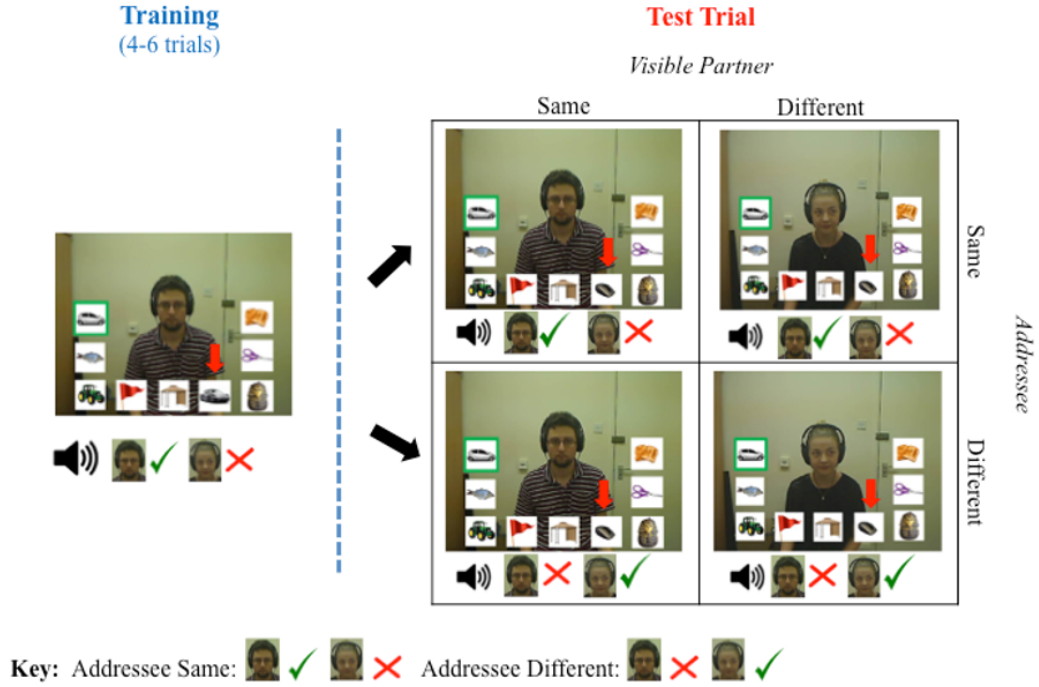 Training
(4-6 trials)
Test Trial
Visible Partner
Same
Different
Same
Different
Addressee
Key: Addressee Same:
Addressee Different: